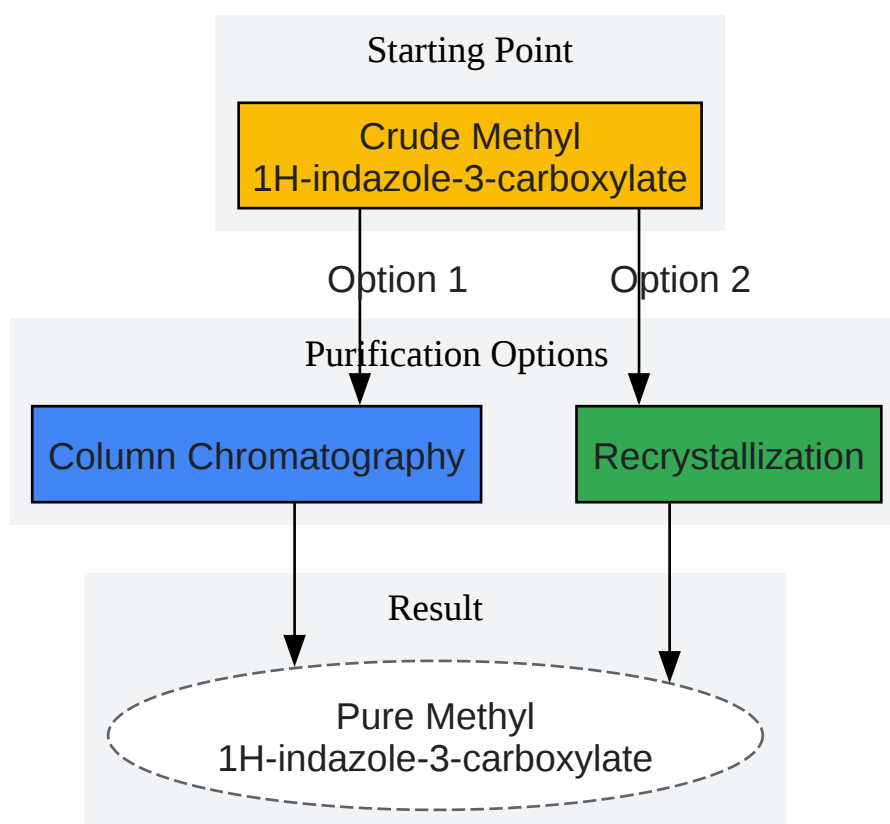 Starting Point
Crude Methyl
1H-indazole-3-carboxylate
Option 1
Option 2
Purification Options
Column Chromatography
Recrystallization
Result
Pure Methyl
1H-indazole-3-carboxylate